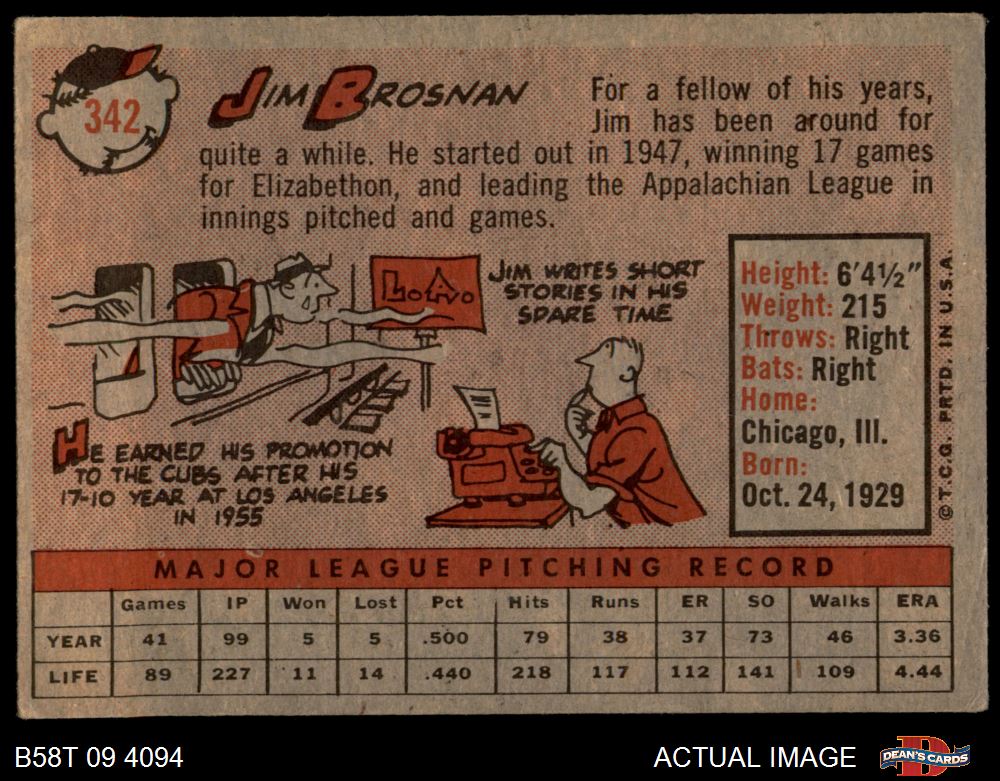 342
JIM BROSNAN
For a fellow of his years,
Jim has been around for
quite a while. He started out in 1947, winning 17 games
for Elizabethon, and leading the Appalachian League in
innings pitched and games.
L.A.
JIM WRITES SHORT
STORIES IN HIS
SPARE TIME
HE EARNED HIS PROMOTION
TO THE CUBS AFTER HIS
17-10 YEAR AT LOS ANGELES
IN 1955
Height: 6'4½"
Weight: 215
Throws: Right
Bats: Right
Home:
Chicago, Ill.
Born:
Oct. 24, 1929
©T.C.G. PRTD. IN U.S.A.
MAJOR LEAGUE PITCHING RECORD
Games IP Won Lost Pct Hits Runs ER SO Walks ERA
YEAR 41 99 5 5 .500 79 38 37 73 46 3.36
LIFE 89 227 11 14 .440 218 117 112 141 109 4.44
B58T 09 4094
ACTUAL IMAGE
DEAN'S CARDS